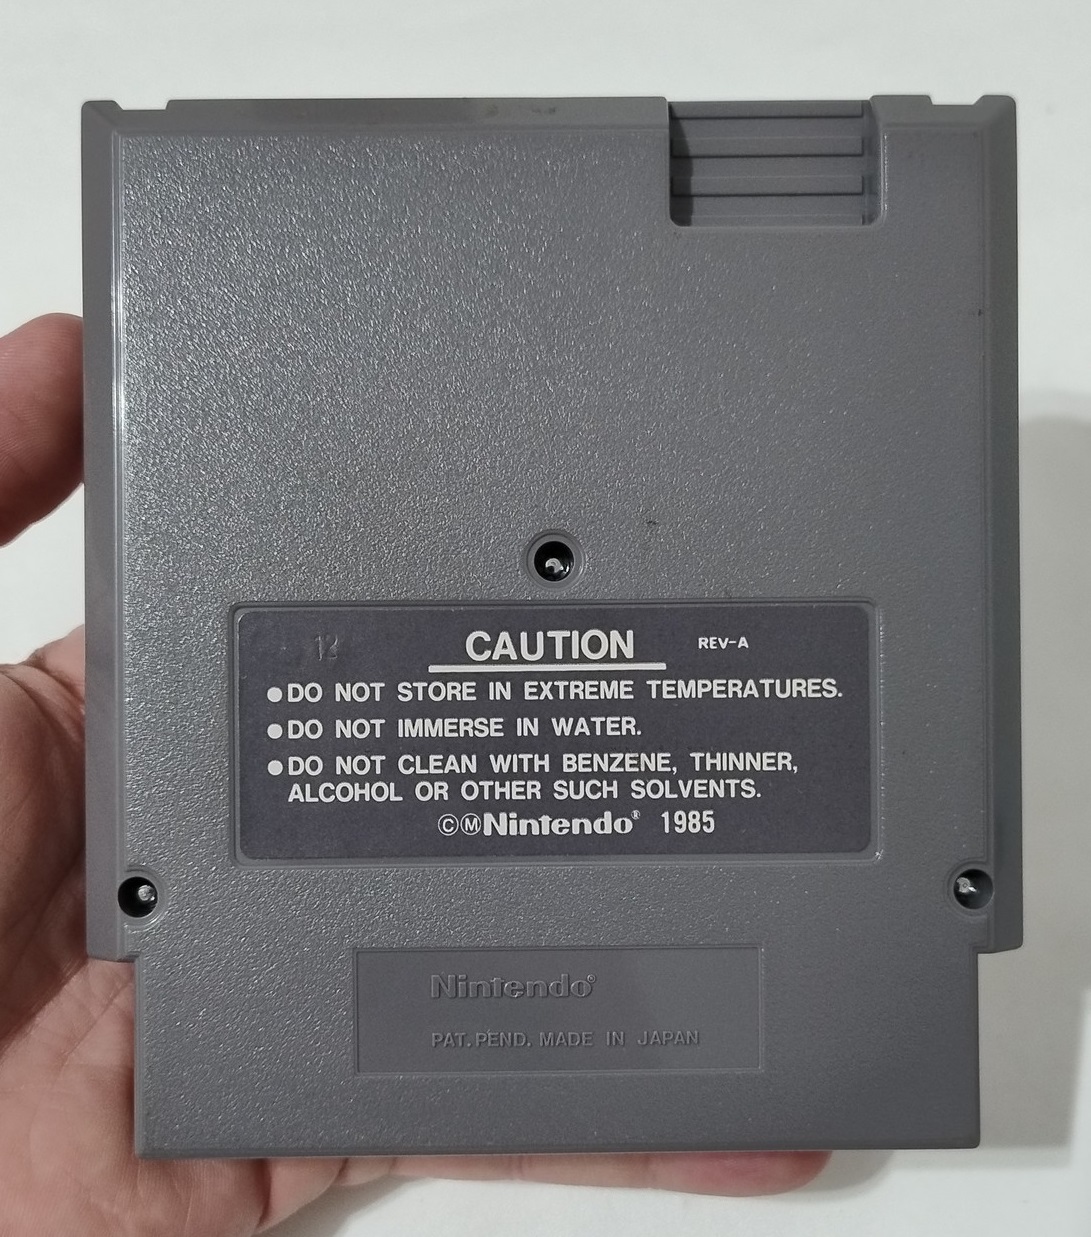 12
CAUTION REV-A
●DO NOT STORE IN EXTREME TEMPERATURES.
●DO NOT IMMERSE IN WATER.
●DO NOT CLEAN WITH BENZENE, THINNER,
ALCOHOL OR OTHER SUCH SOLVENTS.
©ⓂNintendo® 1985
Nintendo®
PAT. PEND. MADE IN JAPAN